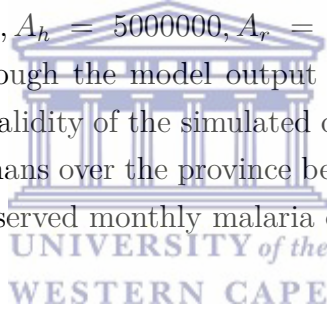 , A_h = 5000000, A_r =
ough the model output
alidity of the simulated
mans over the province be
served monthly malaria
UNIVERSITY of the
WESTERN CAPE